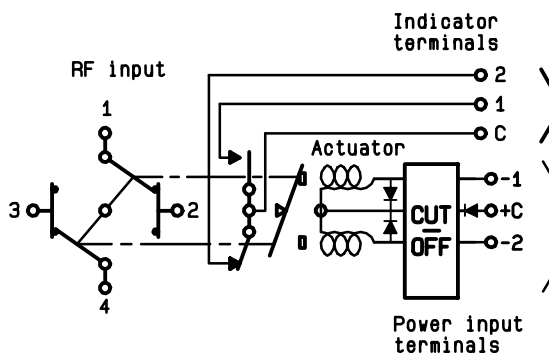 Indicator
terminals
RF input
2
1
1
C
Actuator
-1
3
2
CUT
OFF
+C
-2
4
Power input
terminals